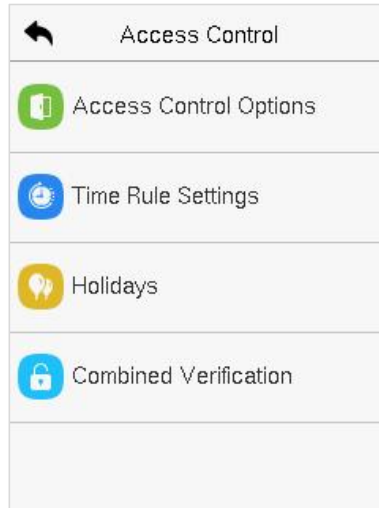 Access Control
Access Control Options
Time Rule Settings
Holidays
Combined Verification